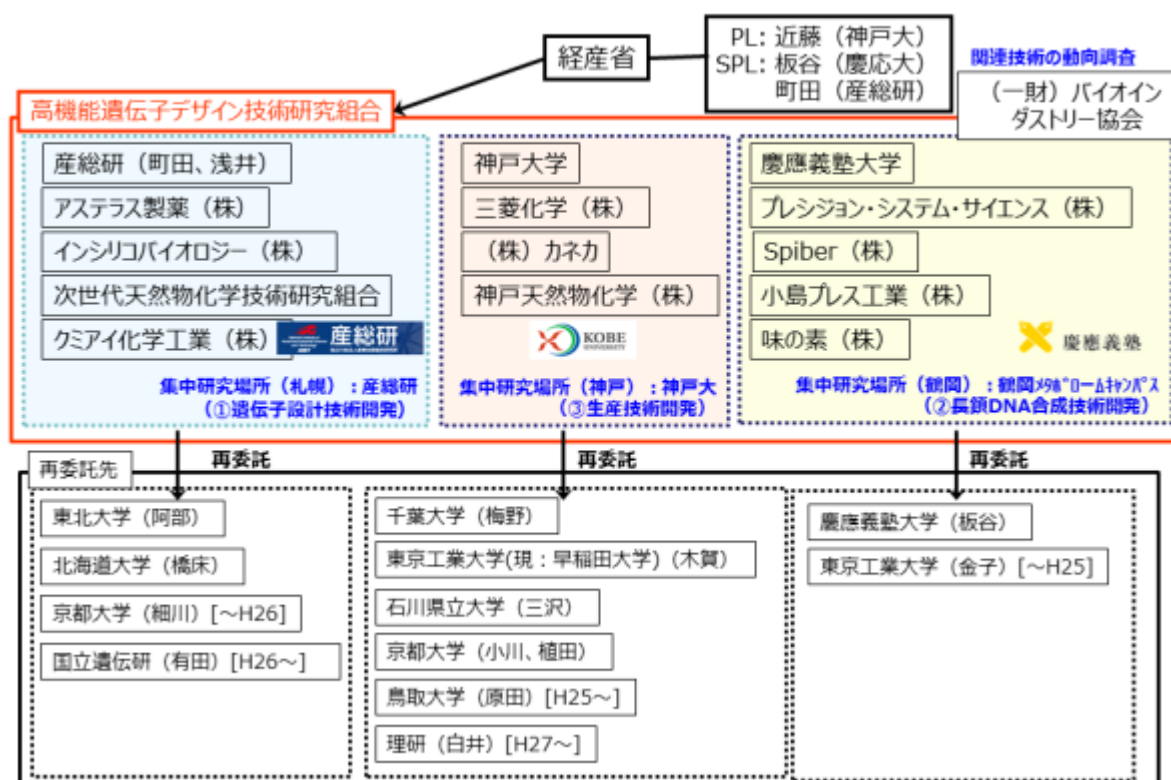 経産省
PL: 近藤（神戸大）
SPL: 板谷（慶応大）
町田（産総研）
関連技術の動向調査
（一財）バイオイン
ダストリー協会
高機能遺伝子デザイン技術研究組合
産総研（町田、浅井）
アステラス製薬（株）
インシリコバイオロジー（株）
次世代天然物化学技術研究組合
クミアイ化学工業（株）
産総研
集中研究場所（札幌）：産総研
（①遺伝子設計技術開発）
神戸大学
三菱化学（株）
（株）カネカ
神戸天然物化学（株）
KOBE
UNIVERSITY
集中研究場所（神戸）：神戸大
（③生産技術開発）
慶應義塾大学
プレシジョン・システム・サイエンス（株）
Spiber（株）
小島プレス工業（株）
味の素（株）
慶應義塾
集中研究場所（鶴岡）：鶴岡ﾒﾀﾎﾞﾛｰﾑｷｬﾝﾊﾟｽ
（②長鎖DNA合成技術開発）
再委託先
再委託
再委託
再委託
東北大学（阿部）
北海道大学（橋床）
京都大学（細川）[～H26]
国立遺伝研（有田）[H26～]
千葉大学（梅野）
東京工業大学(現：早稲田大学)（木賀）
石川県立大学（三沢）
京都大学（小川、植田）
鳥取大学（原田）[H25～]
理研（白井）[H27～]
慶應義塾大学（板谷）
東京工業大学（金子）[～H25]